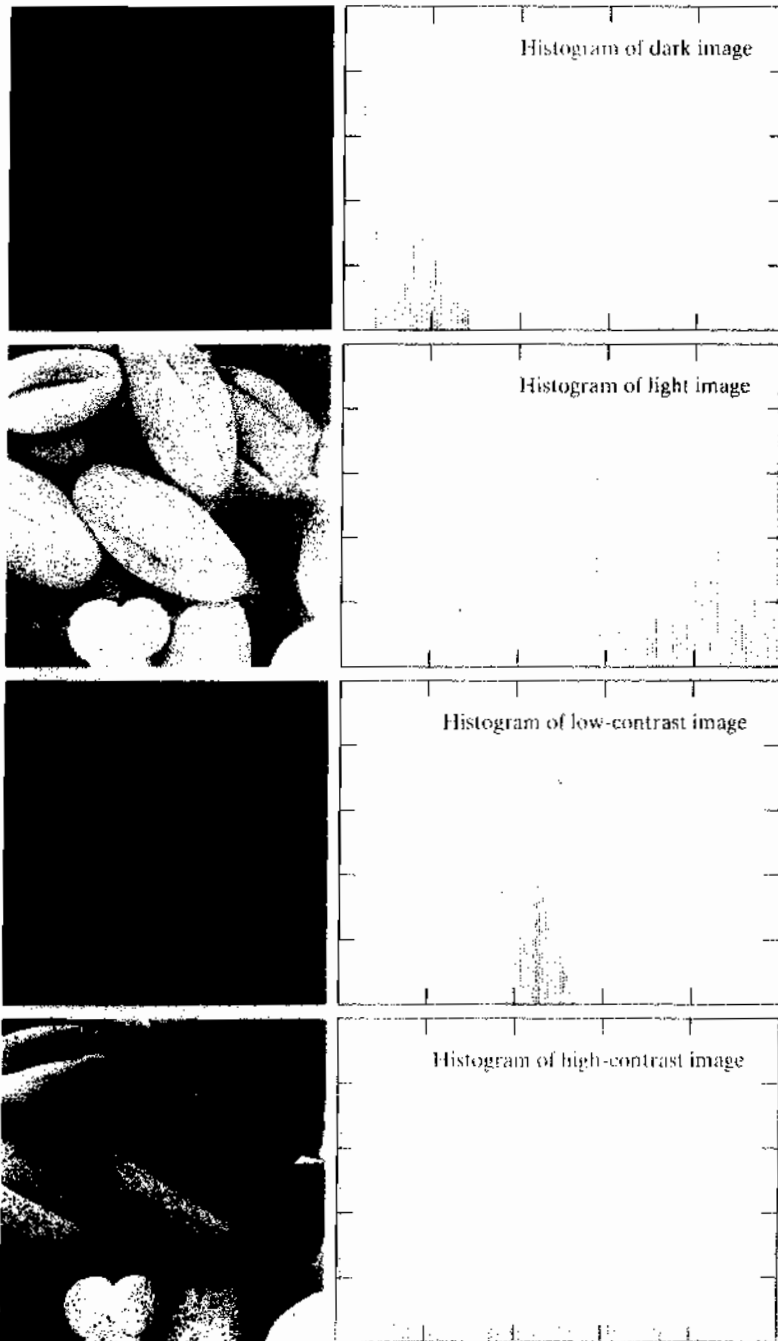 Histogram of dark image
Histogram of light image
Histogram of low-contrast image
Histogram of high-contrast image